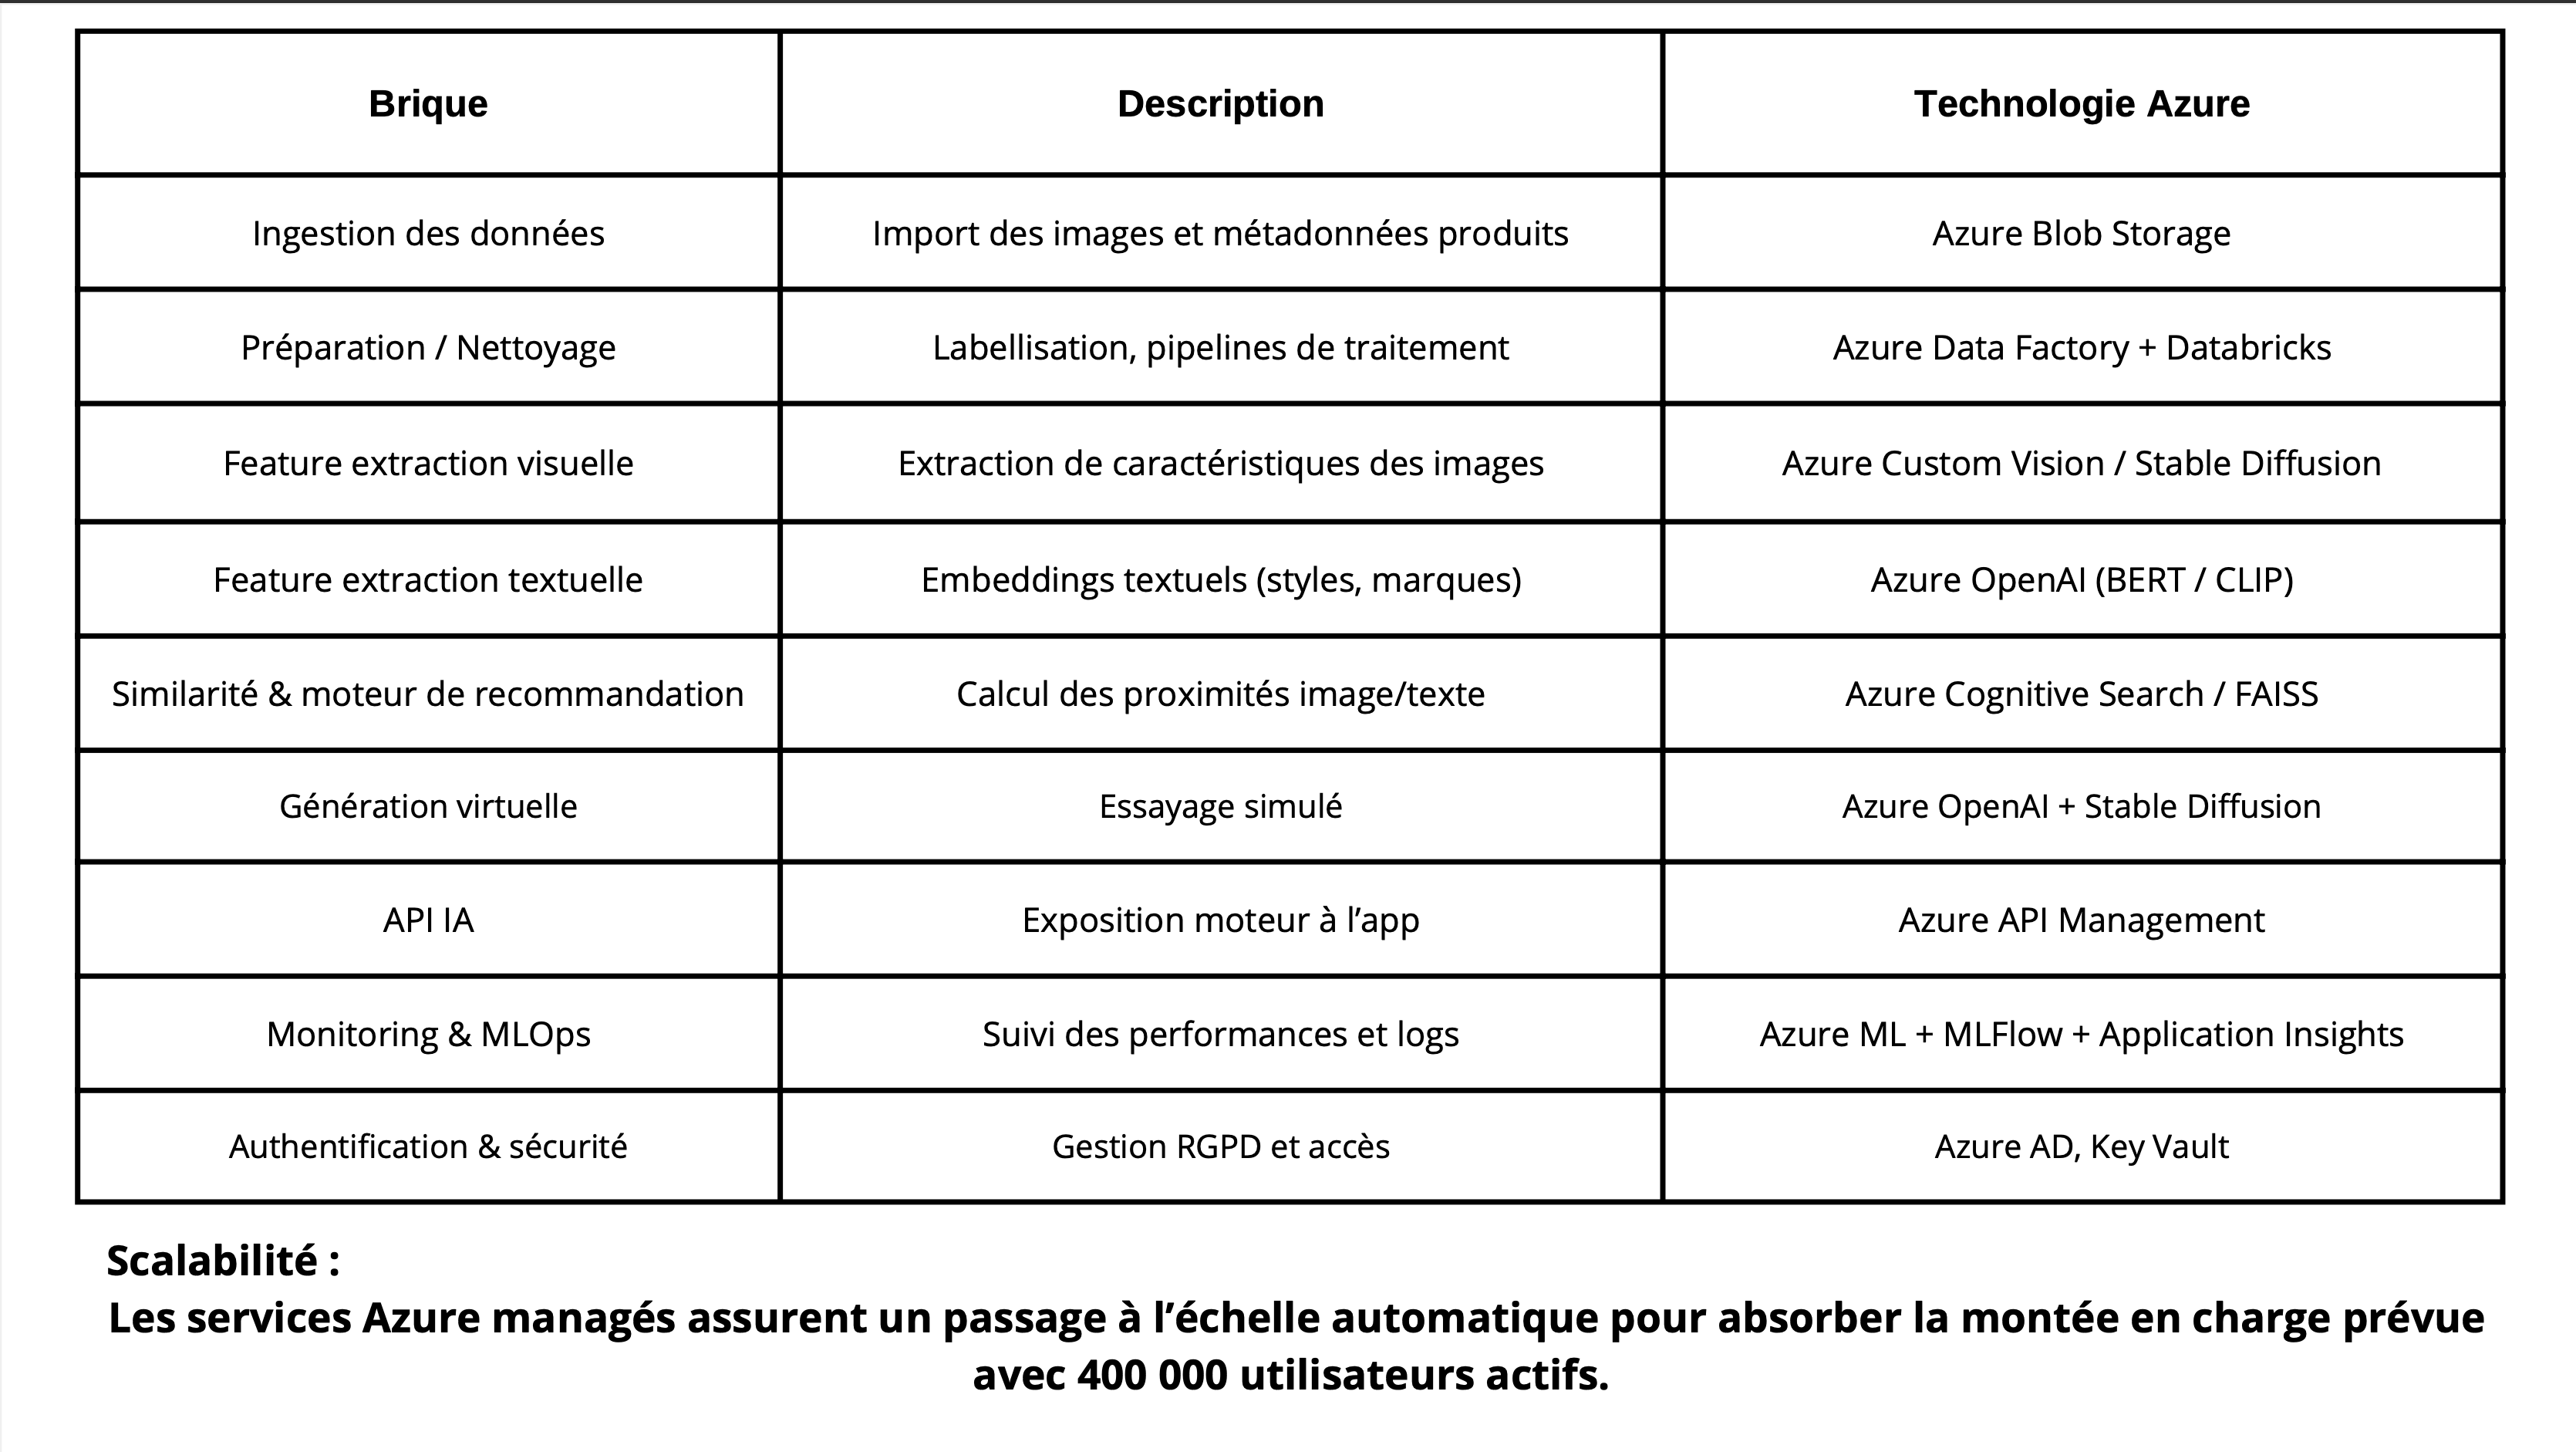 Brique Description Technologie Azure
Ingestion des données Import des images et métadonnées produits Azure Blob Storage
Préparation / Nettoyage Labellisation, pipelines de traitement Azure Data Factory + Databricks
Feature extraction visuelle Extraction de caractéristiques des images Azure Custom Vision / Stable Diffusion
Feature extraction textuelle Embeddings textuels (styles, marques) Azure OpenAI (BERT / CLIP)
Similarité & moteur de recommandation Calcul des proximités image/texte Azure Cognitive Search / FAISS
Génération virtuelle Essayage simulé Azure OpenAI + Stable Diffusion
API IA Exposition moteur à l’app Azure API Management
Monitoring & MLOps Suivi des performances et logs Azure ML + MLFlow + Application Insights
Authentification & sécurité Gestion RGPD et accès Azure AD, Key Vault
Scalabilité :
Les services Azure managés assurent un passage à l’échelle automatique pour absorber la montée en charge prévue
avec 400 000 utilisateurs actifs.